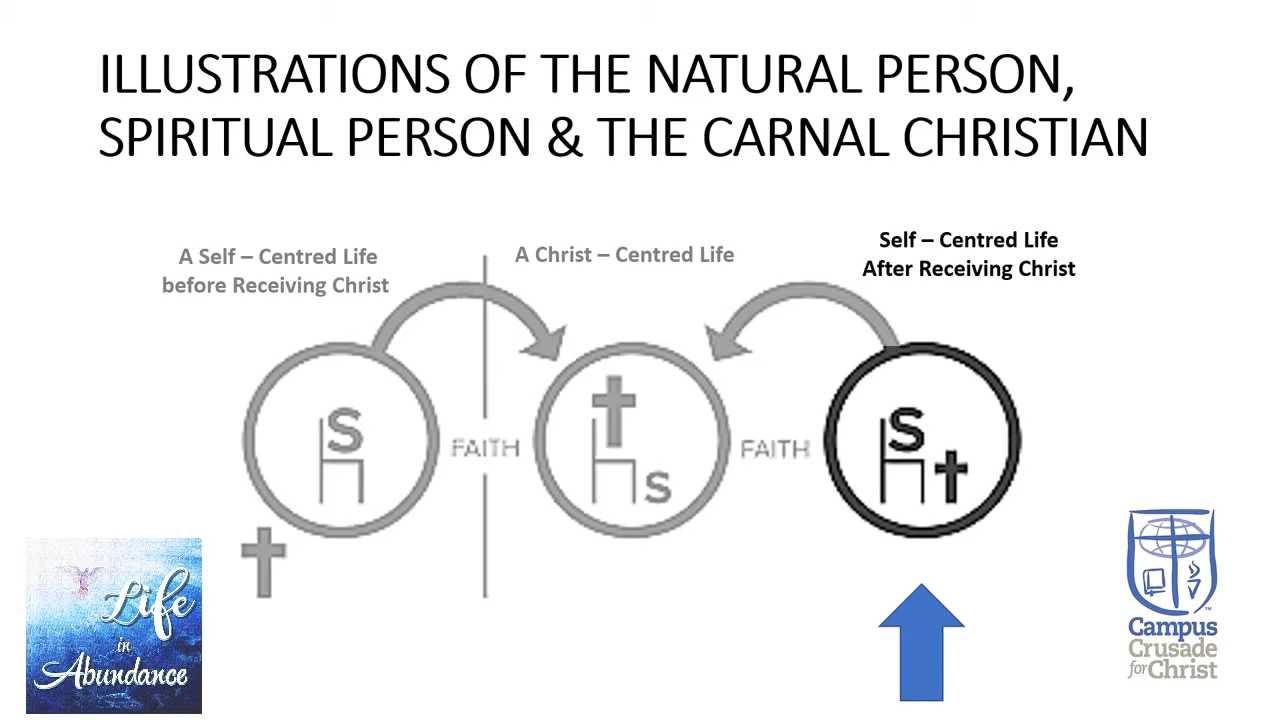 ILLUSTRATIONS OF THE NATURAL PERSON,
SPIRITUAL PERSON & THE CARNAL CHRISTIAN
A Self – Centred Life
before Receiving Christ
A Christ – Centred Life
Self – Centred Life
After Receiving Christ
S
FAITH
s
FAITH
S
Life
in
Abundance
TM
Campus
Crusade
for Christ